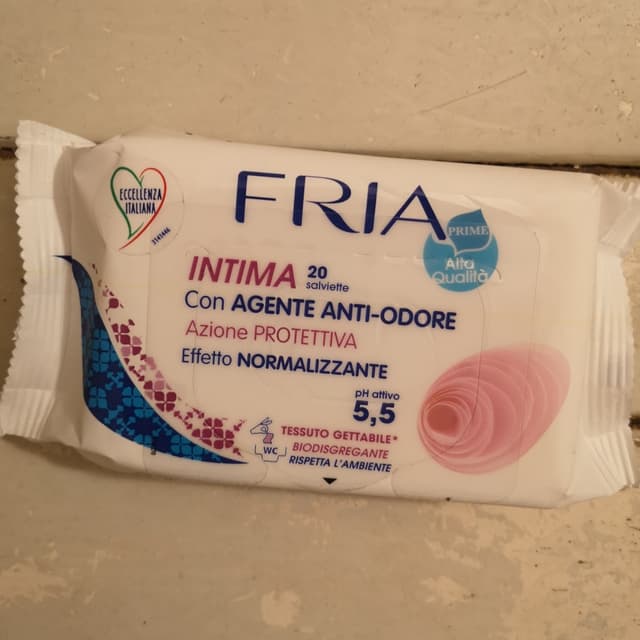 ECCELLENZA
ITALIANA
3141446
FRIA
PRIME
Alta
Qualità
INTIMA 20
salviette
Con AGENTE ANTI-ODORE
Azione PROTETTIVA
Effetto NORMALIZZANTE
pH attivo
5,5
WC
TESSUTO GETTABILE*
BIODISGREGANTE
RISPETTA L'AMBIENTE